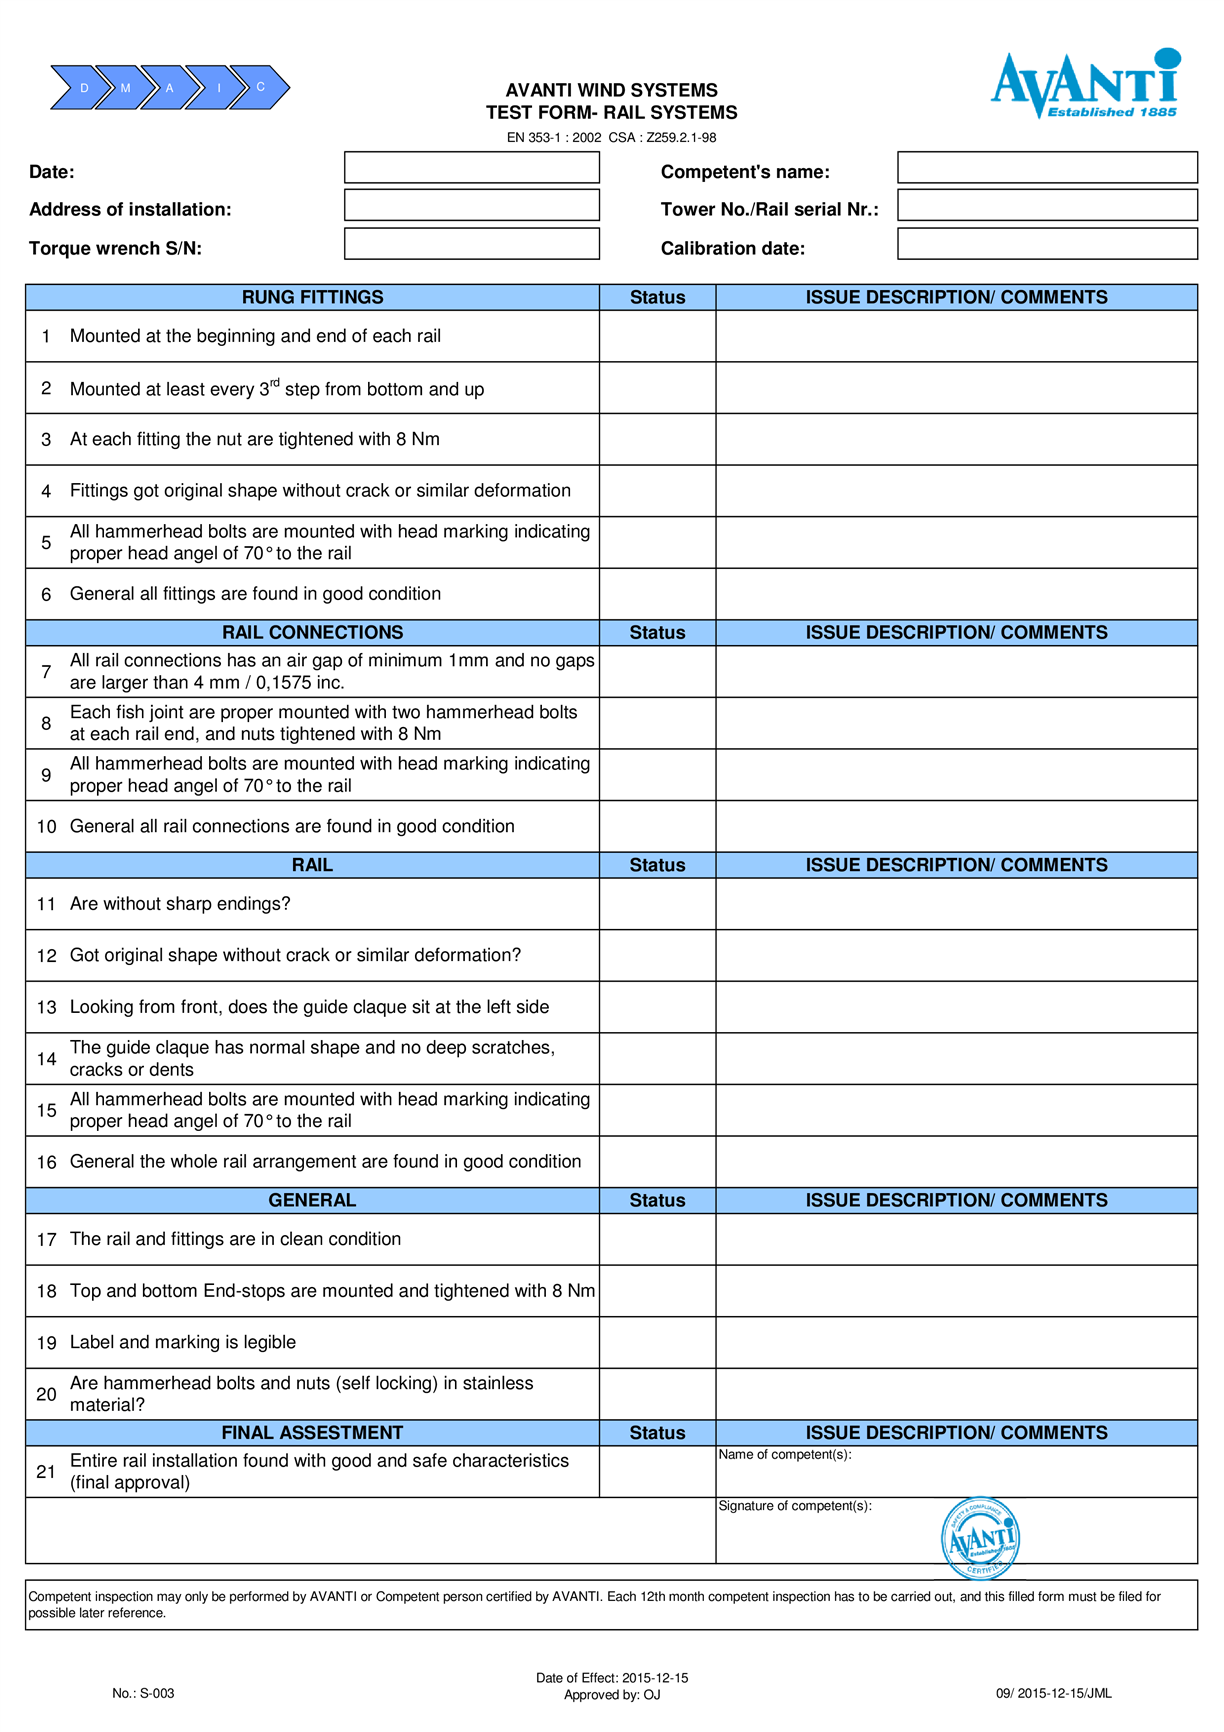 D M A I C
AVANTI
Established 1885
AVANTI WIND SYSTEMS
TEST FORM- RAIL SYSTEMS
EN 353-1 : 2002  CSA : Z259.2.1-98
Date:
Competent's name:
Address of installation:
Tower No./Rail serial Nr.:
Torque wrench S/N:
Calibration date:
RUNG FITTINGS Status ISSUE DESCRIPTION/ COMMENTS
1 Mounted at the beginning and end of each rail
2 Mounted at least every 3rd step from bottom and up
3 At each fitting the nut are tightened with 8 Nm
4 Fittings got original shape without crack or similar deformation
5 All hammerhead bolts are mounted with head marking indicating
proper head angel of 70° to the rail
6 General all fittings are found in good condition
RAIL CONNECTIONS Status ISSUE DESCRIPTION/ COMMENTS
7 All rail connections has an air gap of minimum 1mm and no gaps
are larger than 4 mm / 0,1575 inc.
8 Each fish joint are proper mounted with two hammerhead bolts
at each rail end, and nuts tightened with 8 Nm
9 All hammerhead bolts are mounted with head marking indicating
proper head angel of 70° to the rail
10 General all rail connections are found in good condition
RAIL Status ISSUE DESCRIPTION/ COMMENTS
11 Are without sharp endings?
12 Got original shape without crack or similar deformation?
13 Looking from front, does the guide claque sit at the left side
14 The guide claque has normal shape and no deep scratches,
cracks or dents
15 All hammerhead bolts are mounted with head marking indicating
proper head angel of 70° to the rail
16 General the whole rail arrangement are found in good condition
GENERAL Status ISSUE DESCRIPTION/ COMMENTS
17 The rail and fittings are in clean condition
18 Top and bottom End-stops are mounted and tightened with 8 Nm
19 Label and marking is legible
20 Are hammerhead bolts and nuts (self locking) in stainless
material?
FINAL ASSESTMENT Status ISSUE DESCRIPTION/ COMMENTS
21 Entire rail installation found with good and safe characteristics
(final approval)
Name of competent(s):
Signature of competent(s):
SAFETY & COMPLIANCE
AVANTI
Established 1885
CERTIFIED
Competent inspection may only be performed by AVANTI or Competent person certified by AVANTI. Each 12th month competent inspection has to be carried out, and this filled form must be filed for
possible later reference.
Date of Effect: 2015-12-15
No.: S-003
Approved by: OJ
09/ 2015-12-15/JML